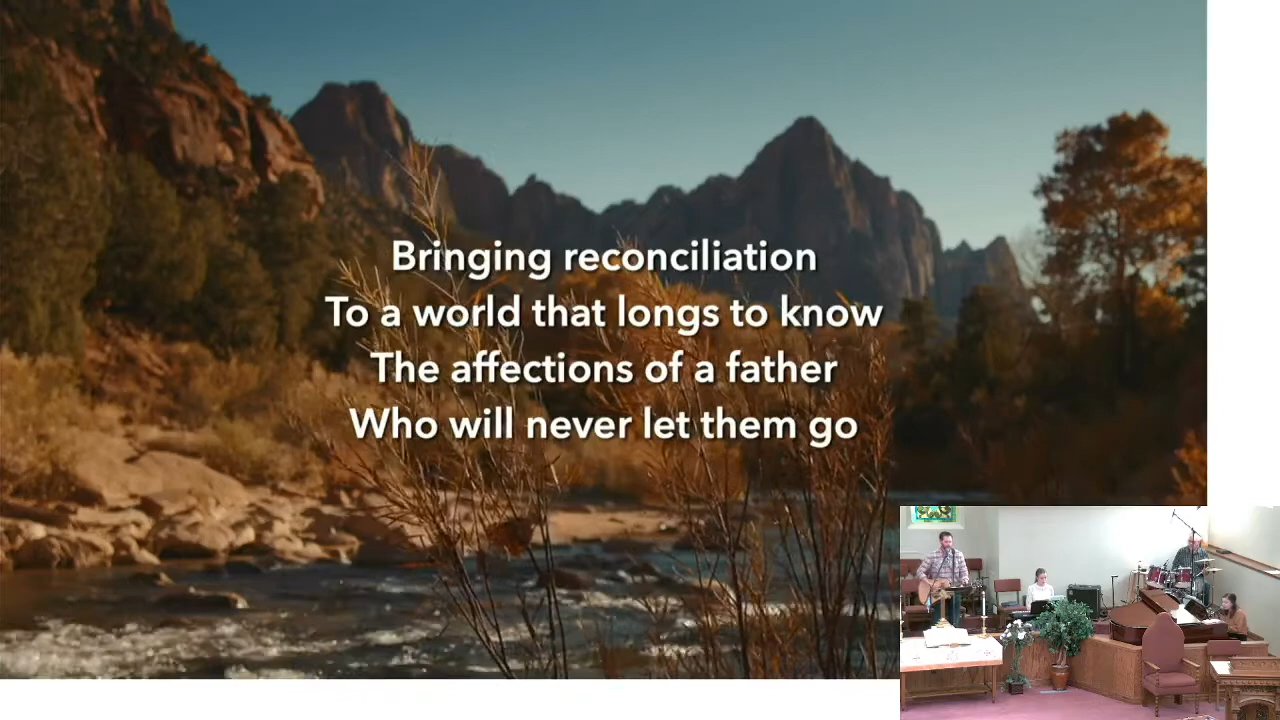 Bringing reconciliation
To a world that longs to know
The affections of a father
Who will never let them go